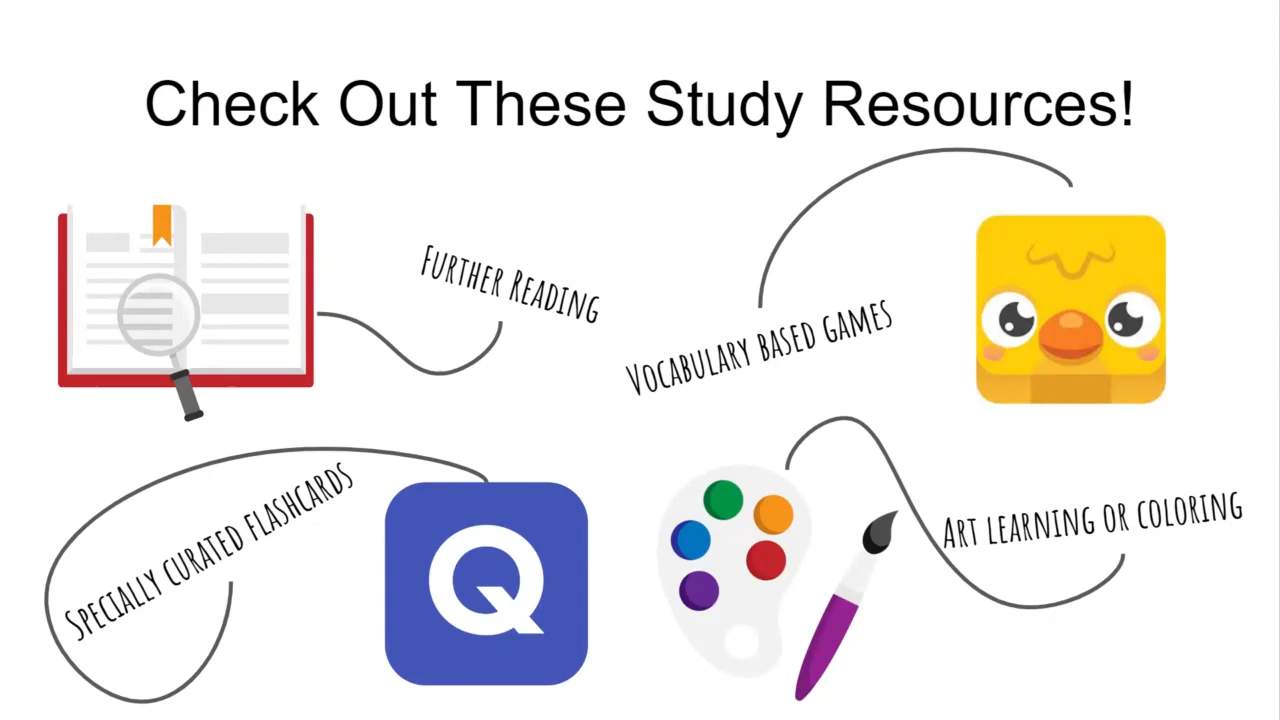 Check Out These Study Resources!
Further Reading
Vocabulary based games
Specially curated flashcards
Q
Art learning or coloring